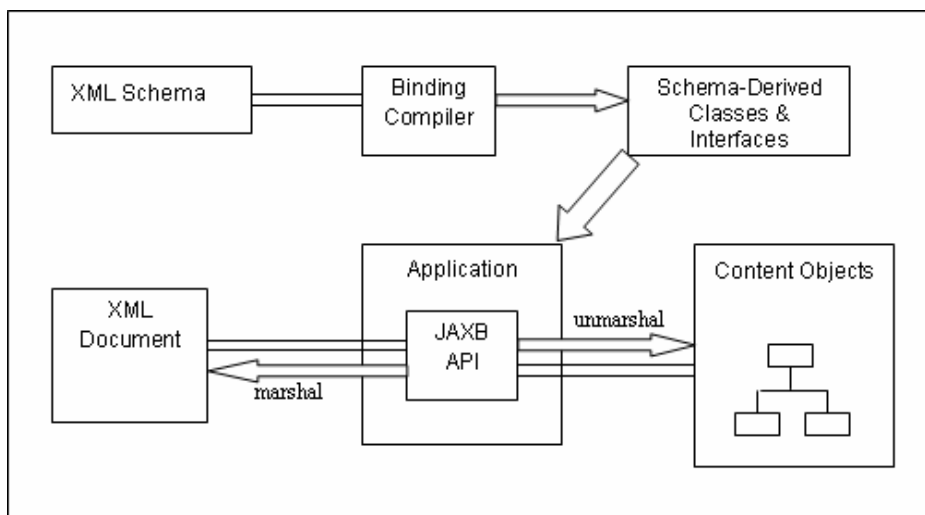 XML Schema
Binding
Compiler
Schema-Derived
Classes &
Interfaces
Application
Content Objects
XML
Document
JAXB
API
unmarshal
marshal